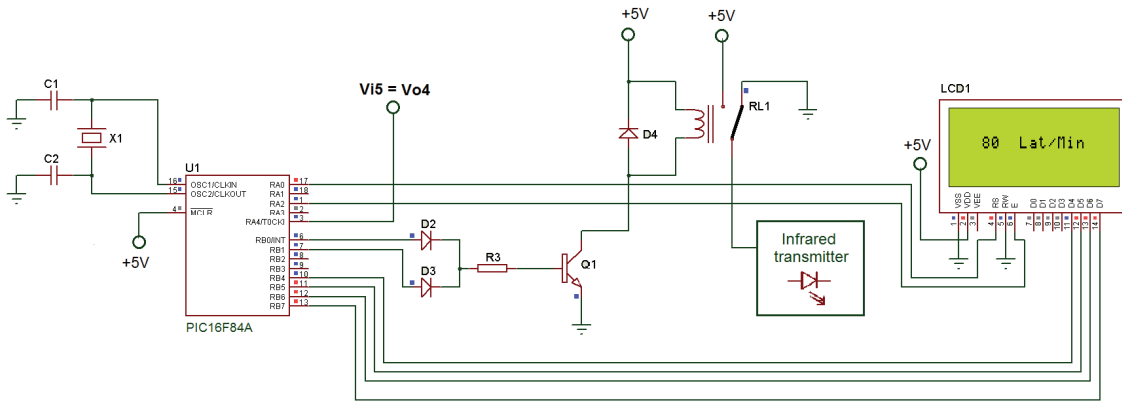 +5V
+5V
C1
X1
C2
+5V
U1
16 OSC1/CLKIN
15 OSC2/CLKOUT
4 MCLR
RA0 17
RA1 18
RA2 1
RA3 2
RA4/T0CKI 3
RB0/INT 6
RB1 7
RB2 8
RB3 9
RB4 10
RB5 11
RB6 12
RB7 13
PIC16F84A
Vi5 = Vo4
D2
D3
R3
Q1
D4
RL1
Infrared
transmitter
+5V
LCD1
80 Lat/Min
VSS VDD VEE RS RW E D0 D1 D2 D3 D4 D5 D6 D7
1 2 3 4 5 6 7 8 9 10 11 12 13 14